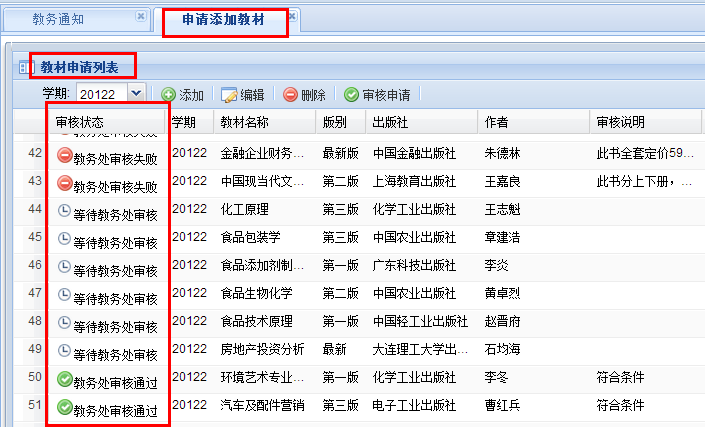 教务通知 申请添加教材
教材申请列表
学期: 20122 添加 编辑 删除 审核申请
审核状态 学期 教材名称 版别 出版社 作者 审核说明
教务处审核失败
42 教务处审核失败 20122 金融企业财务... 最新版 中国金融出版社 朱德林 此书全套定价59...
43 教务处审核失败 20122 中国现当代文... 第二版 上海教育出版社 王嘉良 此书分上下册，...
44 等待教务处审核 20122 化工原理 第三版 化学工业出版社 王志魁
45 等待教务处审核 20122 食品包装学 第三版 中国农业出版社 章建浩
46 等待教务处审核 20122 食品添加剂制... 第一版 广东科技出版社 李炎
47 等待教务处审核 20122 食品生物化学 第二版 中国农业出版社 黄卓烈
48 等待教务处审核 20122 食品技术原理 第一版 中国轻工业出版社 赵晋府
49 等待教务处审核 20122 房地产投资分析 最新 大连理工大学出... 石均海
50 教务处审核通过 20122 环境艺术专业... 第一版 化学工业出版社 李冬 符合条件
51 教务处审核通过 20122 汽车及配件营销 第三版 电子工业出版社 曹红兵 符合条件